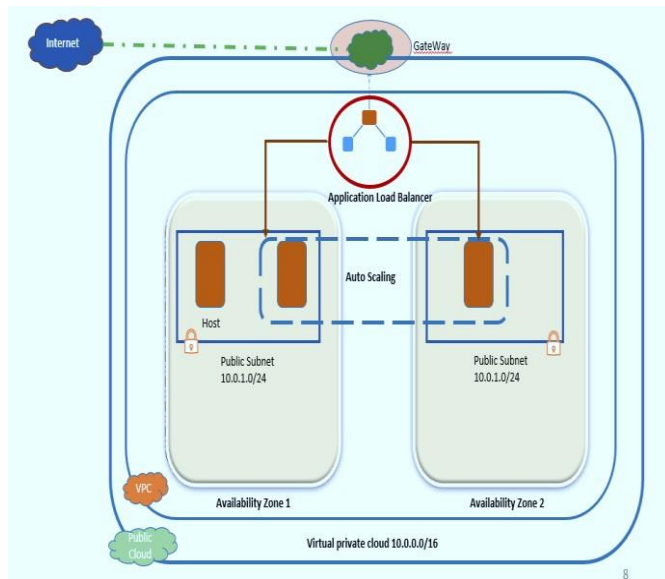 Internet
GateWay
Application Load Balancer
Auto Scaling
Host
Public Subnet
10.0.1.0/24
Public Subnet
10.0.1.0/24
VPC
Availability Zone 1
Availability Zone 2
Public
Cloud
Virtual private cloud 10.0.0.0/16
8